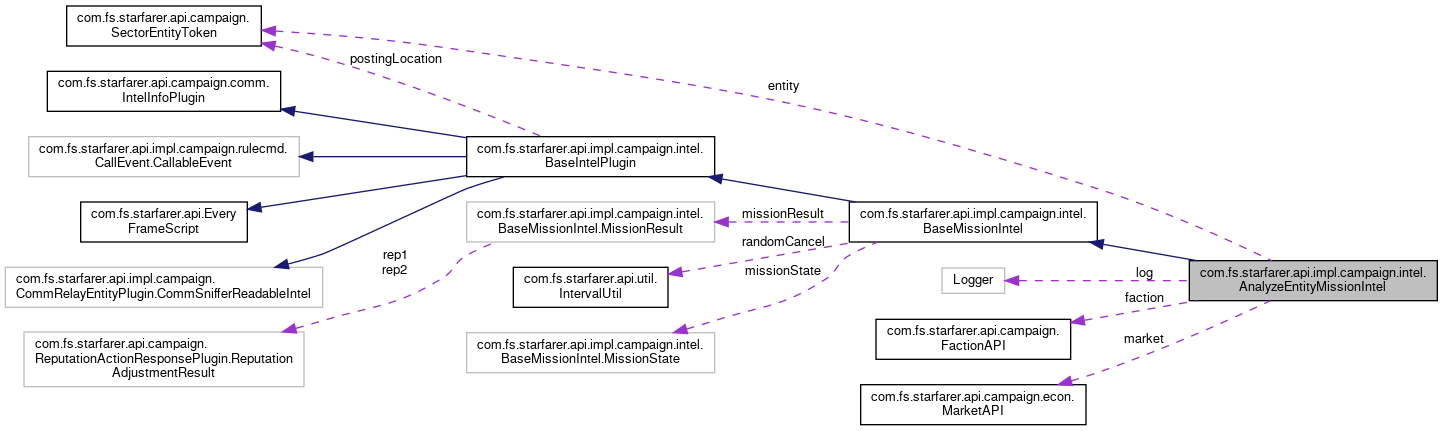 com.fs.starfarer.api.campaign.
SectorEntityToken
postingLocation
entity
com.fs.starfarer.api.campaign.comm.
IntelInfoPlugin
com.fs.starfarer.api.impl.campaign.rulecmd.
CallEvent.CallableEvent
com.fs.starfarer.api.impl.campaign.intel.
BaseIntelPlugin
com.fs.starfarer.api.Every
FrameScript
com.fs.starfarer.api.impl.campaign.intel.
BaseMissionIntel.MissionResult
missionResult
com.fs.starfarer.api.impl.campaign.intel.
BaseMissionIntel
rep1
rep2
randomCancel
com.fs.starfarer.api.impl.campaign.
CommRelayEntityPlugin.CommSnifferReadableIntel
com.fs.starfarer.api.util.
IntervalUtil
missionState
Logger
log
com.fs.starfarer.api.impl.campaign.intel.
AnalyzeEntityMissionIntel
faction
com.fs.starfarer.api.campaign.
ReputationActionResponsePlugin.Reputation
AdjustmentResult
com.fs.starfarer.api.impl.campaign.intel.
BaseMissionIntel.MissionState
com.fs.starfarer.api.campaign.
FactionAPI
market
com.fs.starfarer.api.campaign.econ.
MarketAPI